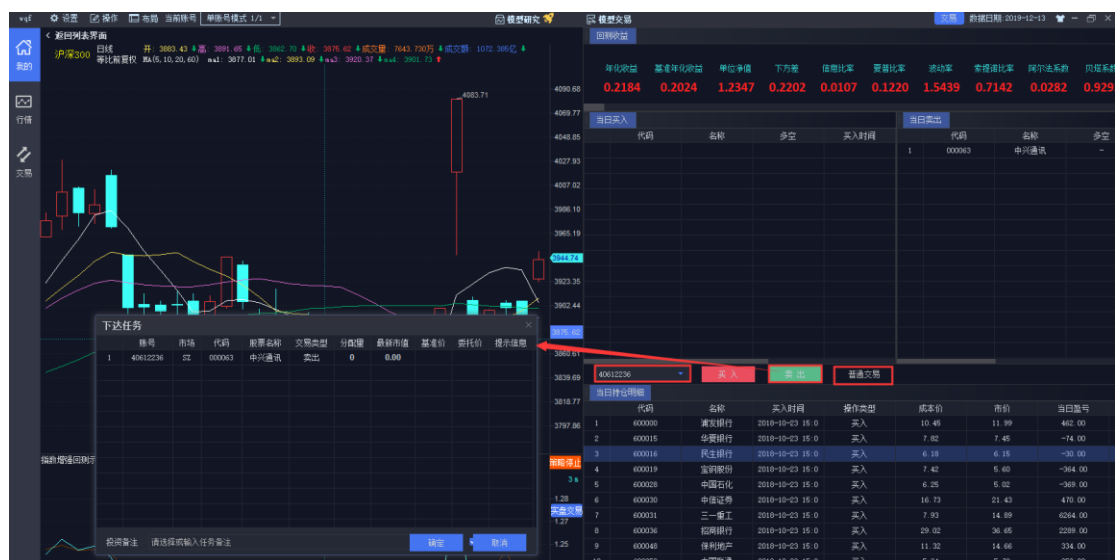 wqf 设置 操作 布局 当前账号 单账号模式 1/1 模型研究
模型交易 交易 数据日期:2019-12-13
< 返回列表界面
沪深300 日线 开: 3883.43 高: 3891.65 低: 3862.70 收: 3875.62 成交量: 7643.730万 成交额: 1072.385亿
等比前复权 MA(5,10,20,60) ma1: 3877.01 ma2: 3893.09 ma3: 3920.37 ma4: 3901.73
我的
行情
交易
4083.71
4090.68
4069.77
4048.85
4027.93
4007.02
3986.10
3965.19
3944.74
3923.35
3902.44
3875.62
3860.61
3839.69
3818.77
3797.86
策略停止
3 s
1.28
实盘交易
1.27
1.25
下达任务
账号 市场 代码 股票名称 交易类型 分配量 最新市值 基准价 委托价 提示信息
1 40612236 SZ 000063 中兴通讯 卖出 0 0.00
投资备注 请选择或输入任务备注 确定 取消
回测收益
年化收益 基准年化收益 单位净值 下方差 信息比率 夏普比率 波动率 索提诺比率 阿尔法系数 贝塔系数
0.2184 0.2024 1.2347 0.2202 0.0107 0.1220 1.5439 0.7142 0.0282 0.929
当日买入
代码 名称 多空 买入时间
当日卖出
代码 名称 多空
1 000063 中兴通讯 -
40612236 买入 卖出 普通交易
当日持仓明细
代码 名称 买入时间 操作类型 成本价 市价 当日盈亏
1 600000 浦发银行 2018-10-23 15:0 买入 10.45 11.99 462.00
2 600015 华夏银行 2018-10-23 15:0 买入 7.82 7.45 -74.00
3 600016 民生银行 2018-10-23 15:0 买入 6.18 6.15 -30.00
4 600019 宝钢股份 2018-10-23 15:0 买入 7.42 5.60 -364.00
5 600028 中国石化 2018-10-23 15:0 买入 6.25 5.02 -369.00
6 600030 中信证券 2018-10-23 15:0 买入 16.73 21.43 470.00
7 600031 三一重工 2018-10-23 15:0 买入 7.93 14.89 6264.00
8 600036 招商银行 2018-10-23 15:0 买入 29.02 36.65 2289.00
9 600048 保利地产 2018-10-23 15:0 买入 11.32 14.66 334.00